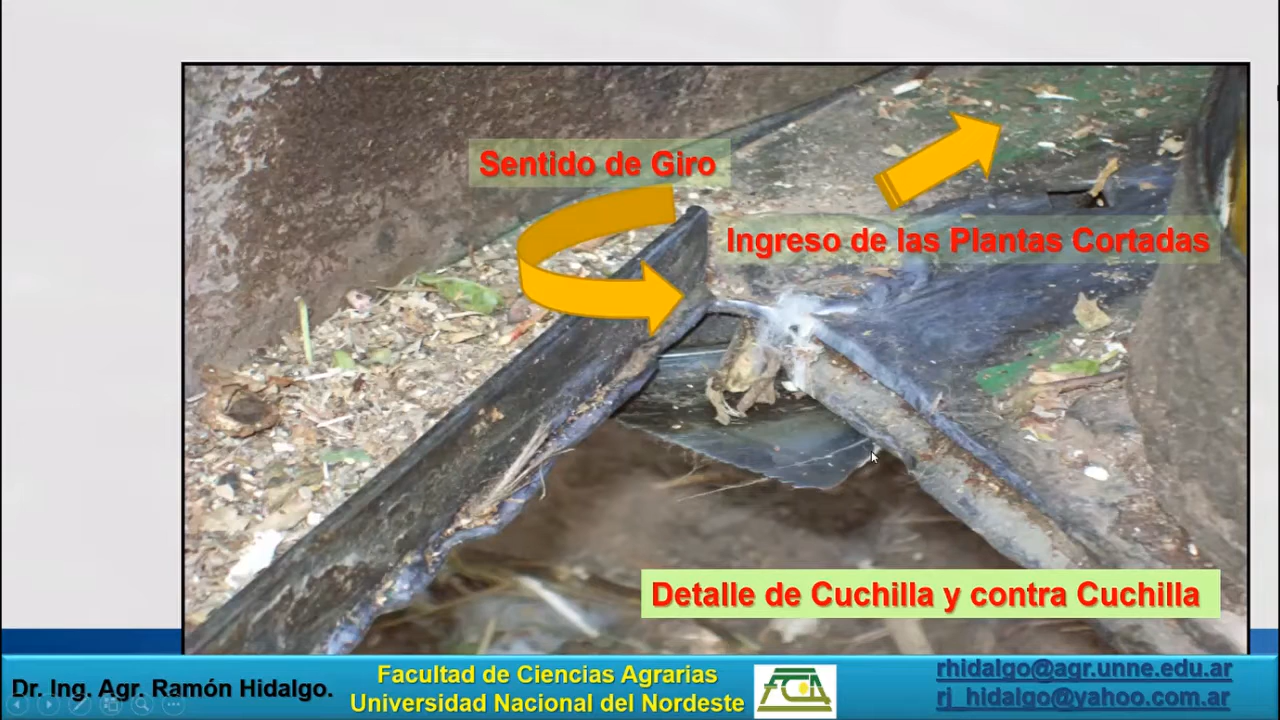 Sentido de Giro
Ingreso de las Plantas Cortadas
Detalle de Cuchilla y contra Cuchilla
Dr. Ing. Agr. Ramón Hidalgo.
Facultad de Ciencias Agrarias
Universidad Nacional del Nordeste
FCA
rhidalgo@agr.unne.edu.ar
rj_hidalgo@yahoo.com.ar